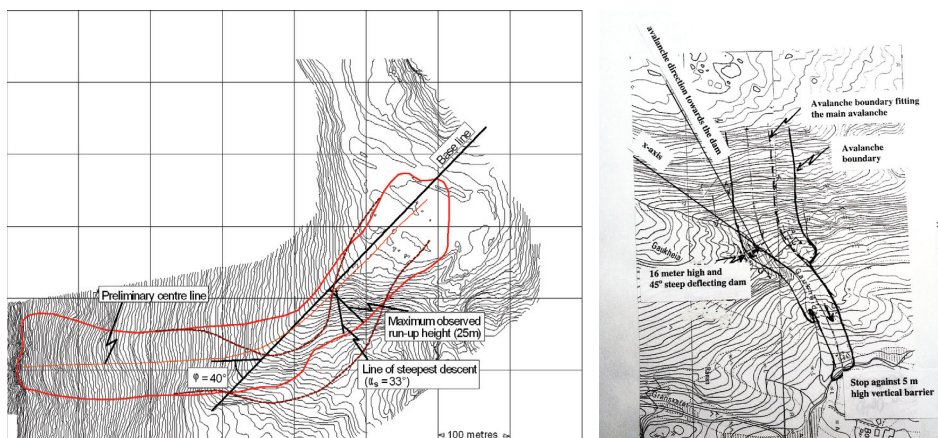 Base line
Preliminary centre line
Maximum observed
run-up height (25m)
Line of steepest descent
(αs = 33°)
φ = 40°
100 metres
avalanche direction towards the dam
x-axis
Avalanche boundary fitting
the main avalanche
Avalanche
boundary
Gaukheia
16 meter high and
45° steep deflecting dam
Stop against 5 m
high vertical barrier